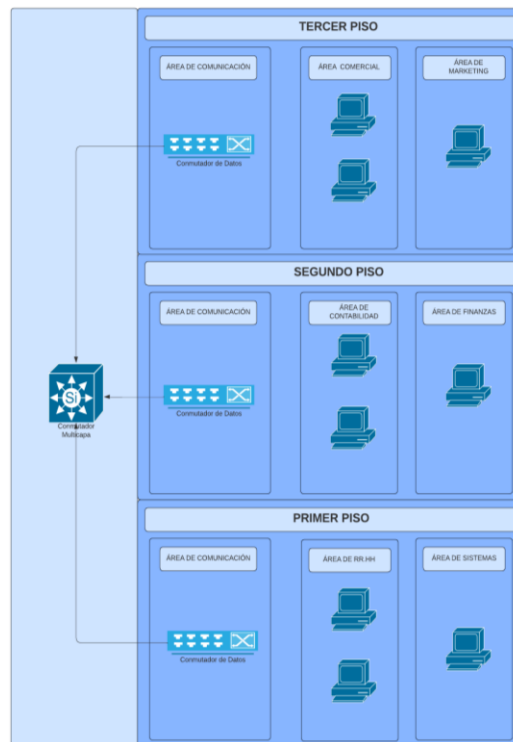 TERCER PISO
ÁREA DE COMUNICACIÓN
ÁREA COMERCIAL
ÁREA DE
MARKETING
Conmutador de Datos
SEGUNDO PISO
ÁREA DE COMUNICACIÓN
ÁREA DE
CONTABILIDAD
ÁREA DE FINANZAS
Conmutador de Datos
Si
Conmutador
Multicapa
PRIMER PISO
ÁREA DE COMUNICACIÓN
ÁREA DE RR.HH
ÁREA DE SISTEMAS
Conmutador de Datos